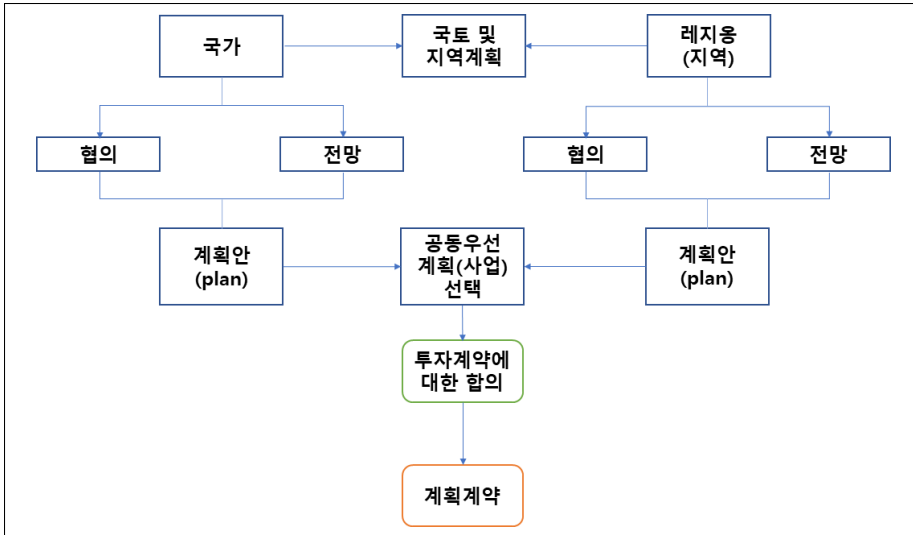 국가
국토 및
지역계획
레지옹
(지역)
협의
전망
협의
전망
계획안
(plan)
공동우선
계획(사업)
선택
계획안
(plan)
투자계약에
대한 합의
계획계약